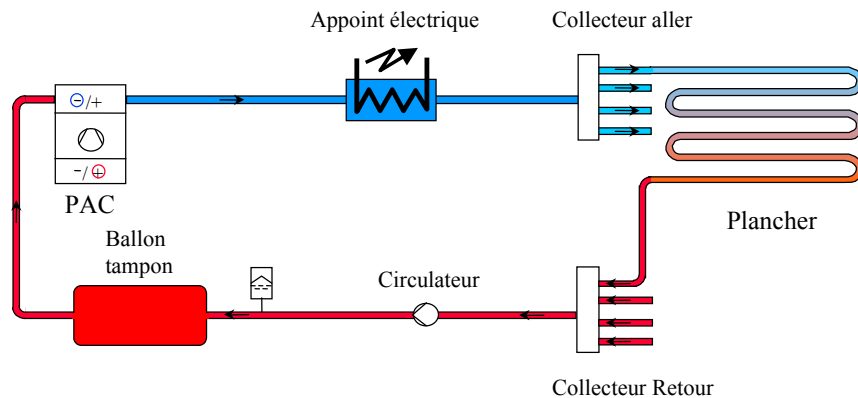 Appoint électrique
Collecteur aller
⊖/+
-/⊕
PAC
Plancher
Ballon
tampon
Circulateur
Collecteur Retour